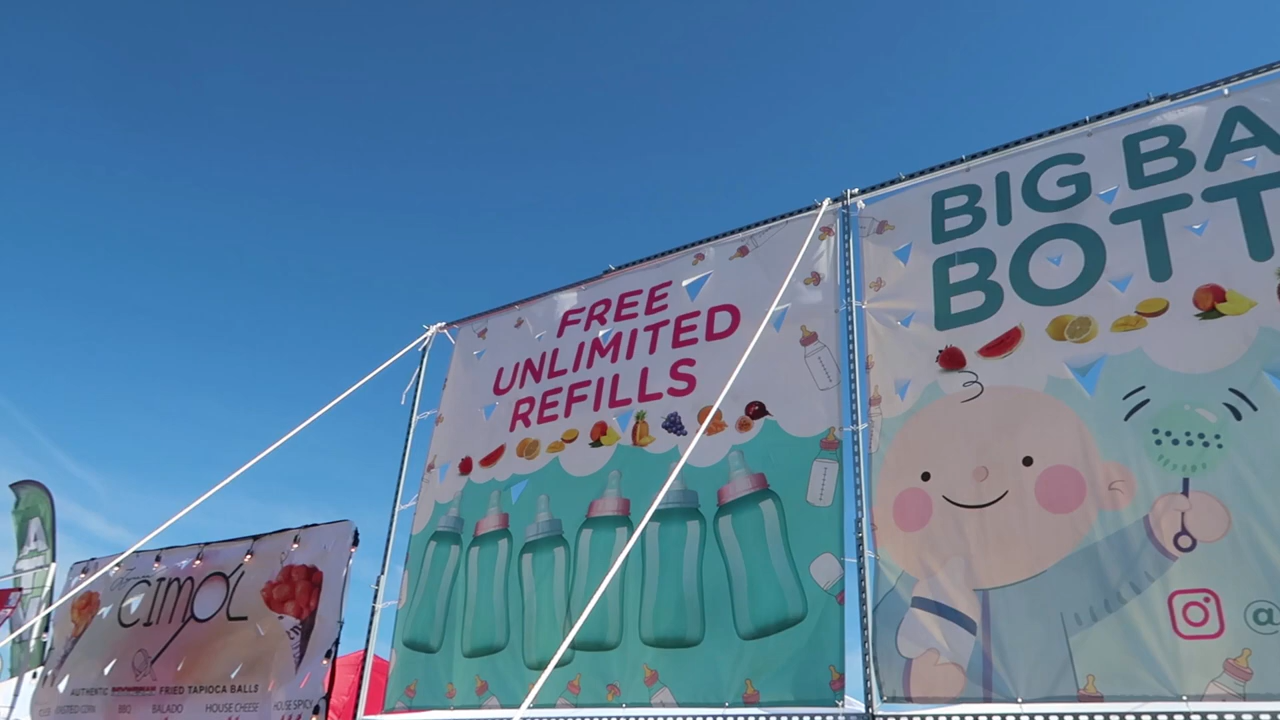 FREE
UNLIMITED
REFILLS
BIG BA
BOTT
@
CIMOL
AUTHENTIC FRIED TAPIOCA BALLS
BBQ BALADO HOUSE CHEESE HOUSE SPICY
A